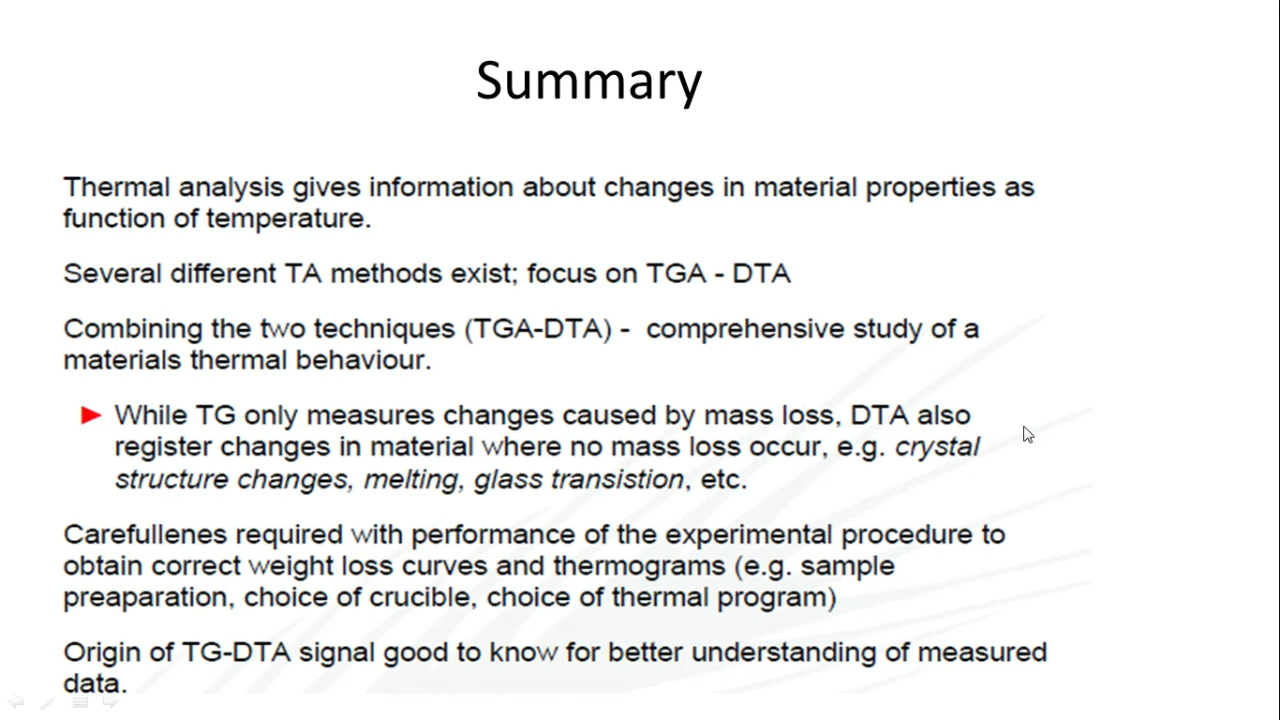 Summary
Thermal analysis gives information about changes in material properties as
function of temperature.
Several different TA methods exist; focus on TGA - DTA
Combining the two techniques (TGA-DTA) - comprehensive study of a
materials thermal behaviour.
While TG only measures changes caused by mass loss, DTA also
register changes in material where no mass loss occur, e.g. crystal
structure changes, melting, glass transistion, etc.
Carefullenes required with performance of the experimental procedure to
obtain correct weight loss curves and thermograms (e.g. sample
preaparation, choice of crucible, choice of thermal program)
Origin of TG-DTA signal good to know for better understanding of measured
data.